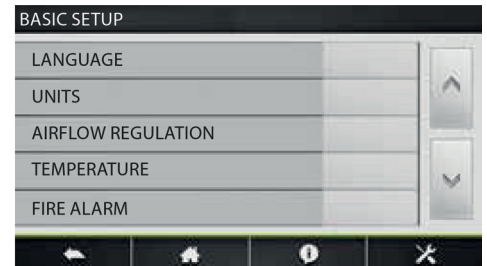 BASIC SETUP
LANGUAGE
UNITS
AIRFLOW REGULATION
TEMPERATURE
FIRE ALARM